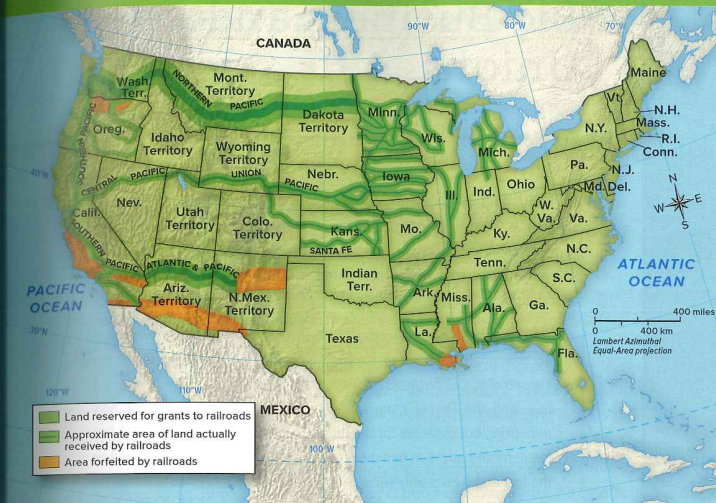 CANADA
90°W
80°W
70°W
Wash.
Terr.
NORTHERN
PACIFIC
Mont.
Territory
Dakota
Territory
Minn.
Wis.
Mich.
Maine
Vt.
N.H.
Mass.
R.I.
Conn.
N.Y.
Oreg.
SOUTHERN PACIFIC
Idaho
Territory
Wyoming
Territory
UNION
PACIFIC
Nebr.
Iowa
Ill.
Ind.
Ohio
Pa.
N.J.
Md.
Del.
N
W
E
S
40°N
CENTRAL
PACIFIC
Calif.
Nev.
Utah
Territory
Colo.
Territory
Kans.
SANTA FE
Mo.
Ky.
W.
Va.
Va.
N.C.
Tenn.
S.C.
SOUTHERN
PACIFIC
ATLANTIC & PACIFIC
Ariz.
Territory
N.Mex.
Territory
Indian
Terr.
Ark.
Miss.
Ala.
Ga.
ATLANTIC
OCEAN
PACIFIC
OCEAN
30°N
Texas
La.
Fla.
0
400 miles
0
400 km
Lambert Azimuthal
Equal-Area projection
120°W
110°W
100°W
MEXICO
Land reserved for grants to railroads
Approximate area of land actually
received by railroads
Area forfeited by railroads